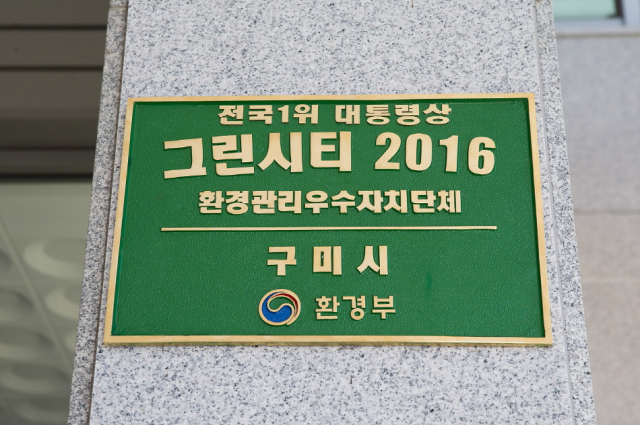 전국1위 대통령상
그린시티 2016
환경관리우수자치단체
구미시
환경부